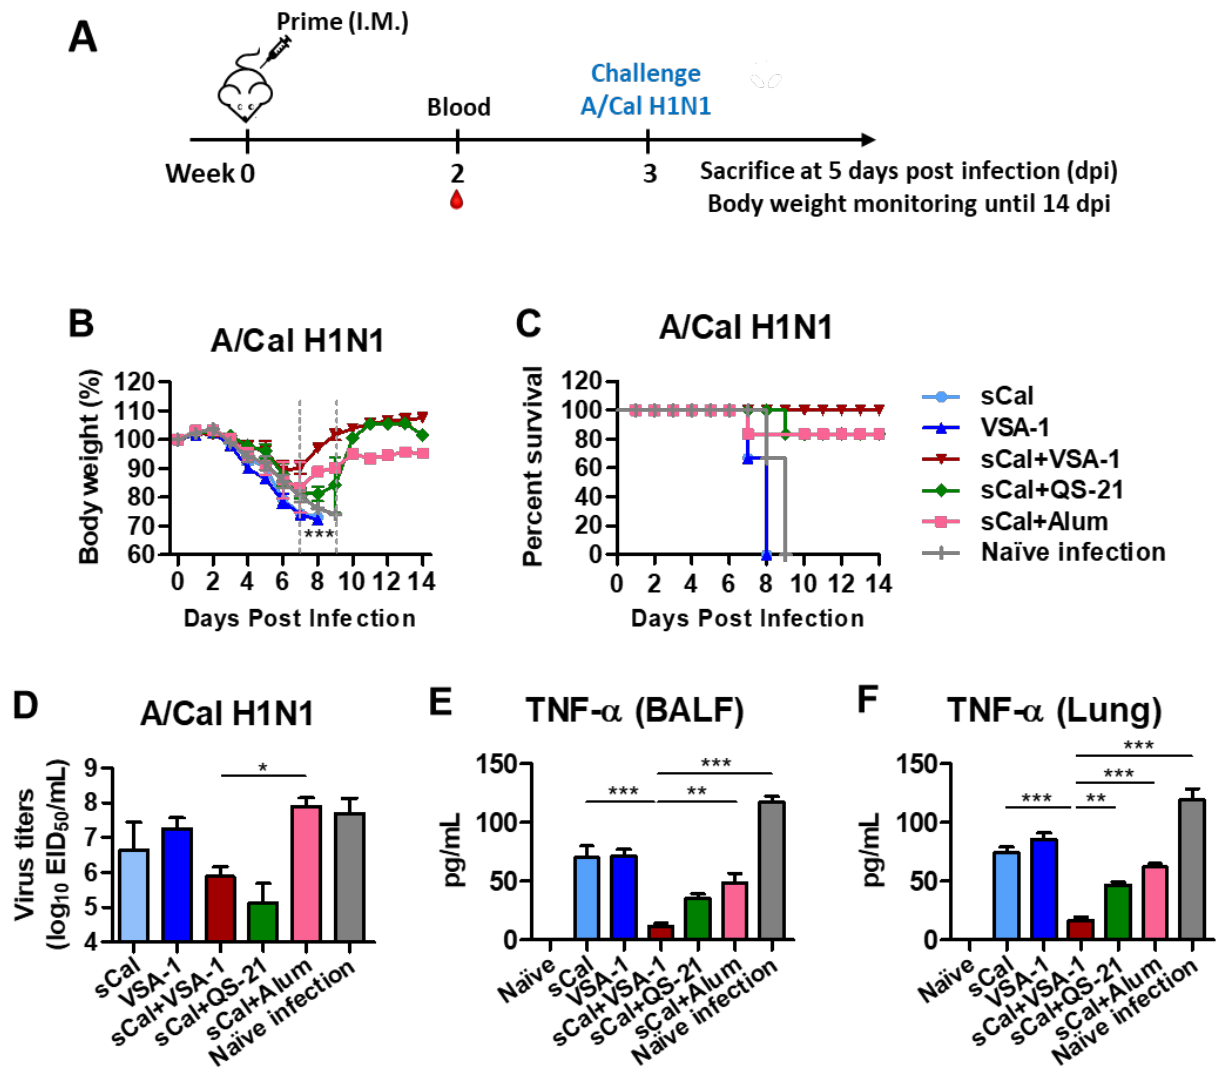 A
Prime (I.M.)
Challenge
A/Cal H1N1
Blood
Week 0
2
3
Sacrifice at 5 days post infection (dpi)
Body weight monitoring until 14 dpi
B
A/Cal H1N1
Body weight (%)
120
110
100
90
80
70
60
***
0 2 4 6 8 10 12 14
Days Post Infection
C
A/Cal H1N1
Percent survival
120
100
80
60
40
20
0
0 2 4 6 8 10 12 14
Days Post Infection
sCal
VSA-1
sCal+VSA-1
sCal+QS-21
sCal+Alum
Naïve infection
D
A/Cal H1N1
Virus titers
(log₁₀ EID₅₀/mL)
9
8
7
6
5
4
*
sCal
VSA-1
sCal+VSA-1
sCal+QS-21
sCal+Alum
Naïve infection
E
TNF-α (BALF)
pg/mL
150
100
50
0
***
*** **
Naïve
sCal
VSA-1
sCal+VSA-1
sCal+QS-21
sCal+Alum
Naïve infection
F
TNF-α (Lung)
pg/mL
150
100
50
0
***
***
*** **
Naïve
sCal
VSA-1
sCal+VSA-1
sCal+QS-21
sCal+Alum
Naïve infection